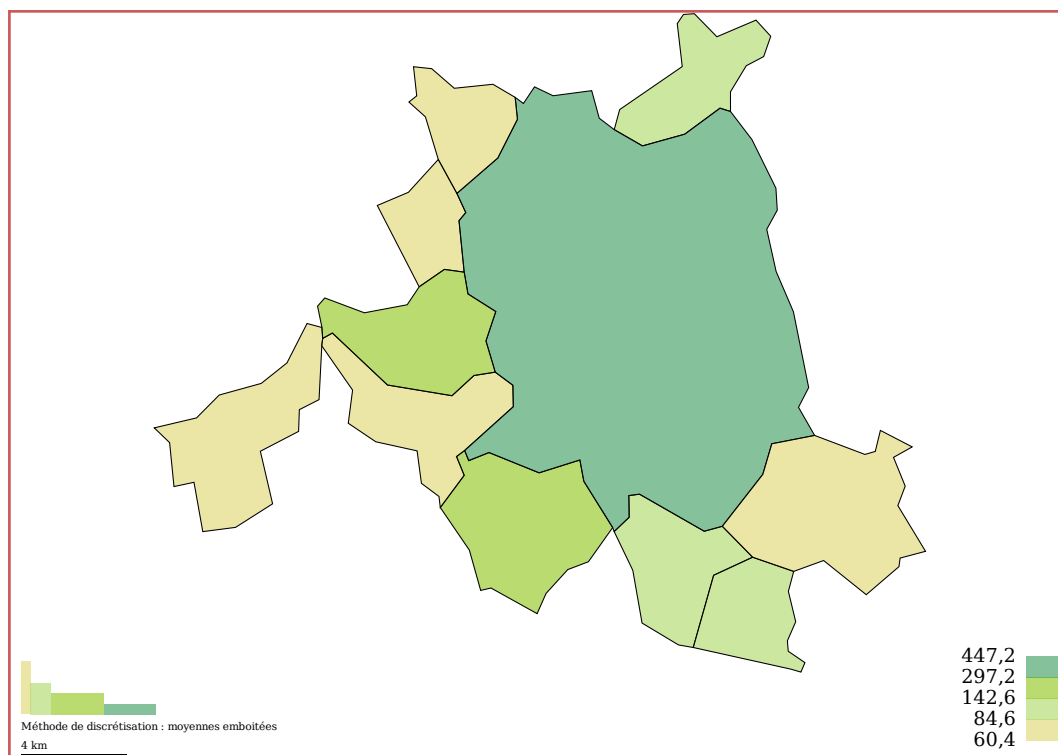 447,2
297,2
142,6
84,6
60,4
Méthode de discrétisation : moyennes emboitées
4 km